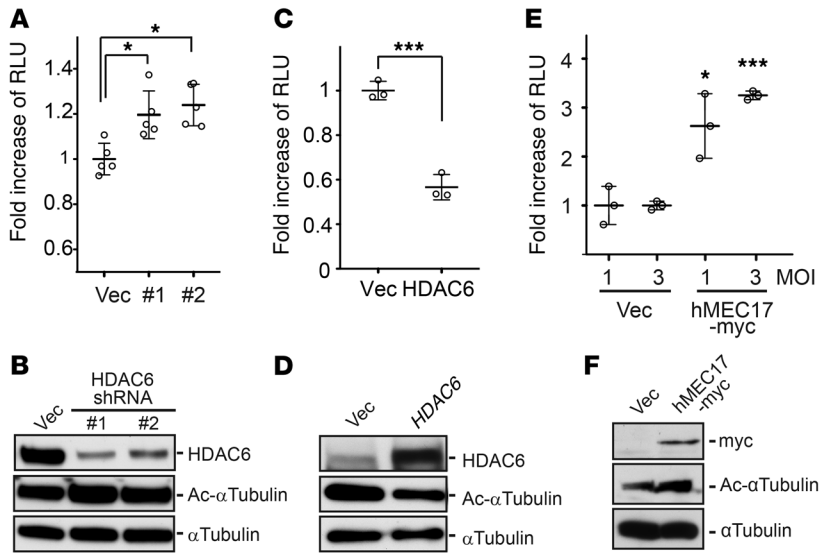 A
Fold increase of RLU
* *
1.4
1.2
1
0.8
0.6
Vec #1 #2
C
Fold increase of RLU
***
1
0.8
0.6
0.4
0
Vec HDAC6
E
Fold increase of RLU
* ***
4
3
2
1
1 3 1 3 MOI
Vec hMEC17
-myc
B
HDAC6
shRNA
Vec #1 #2
HDAC6
Ac-αTubulin
αTubulin
D
Vec HDAC6
HDAC6
Ac-αTubulin
αTubulin
F
Vec hMEC17
-myc
myc
Ac-αTubulin
αTubulin